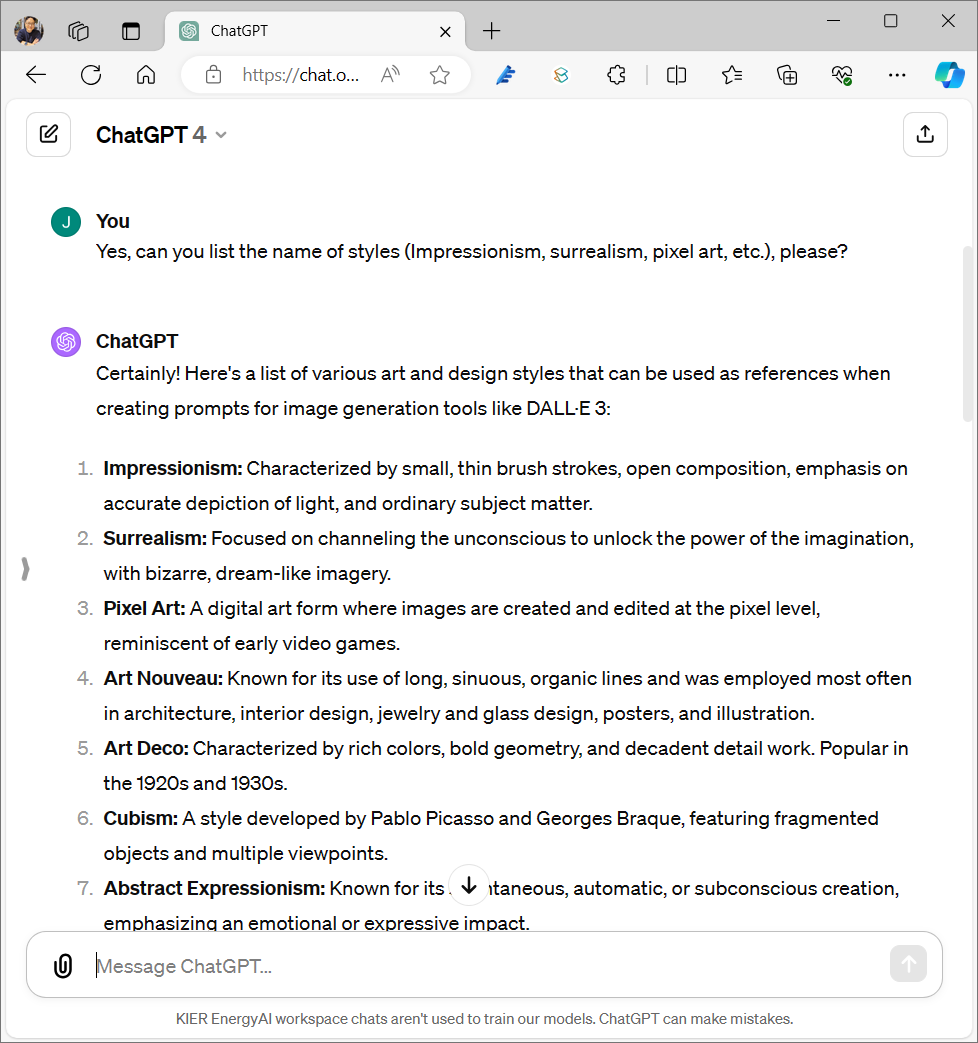 ChatGPT
https://chat.o...
ChatGPT 4
J
You
Yes, can you list the name of styles (Impressionism, surrealism, pixel art, etc.), please?
ChatGPT
Certainly! Here's a list of various art and design styles that can be used as references when
creating prompts for image generation tools like DALL·E 3:
1. Impressionism: Characterized by small, thin brush strokes, open composition, emphasis on
accurate depiction of light, and ordinary subject matter.
2. Surrealism: Focused on channeling the unconscious to unlock the power of the imagination,
with bizarre, dream-like imagery.
3. Pixel Art: A digital art form where images are created and edited at the pixel level,
reminiscent of early video games.
4. Art Nouveau: Known for its use of long, sinuous, organic lines and was employed most often
in architecture, interior design, jewelry and glass design, posters, and illustration.
5. Art Deco: Characterized by rich colors, bold geometry, and decadent detail work. Popular in
the 1920s and 1930s.
6. Cubism: A style developed by Pablo Picasso and Georges Braque, featuring fragmented
objects and multiple viewpoints.
7. Abstract Expressionism: Known for its ntaneous, automatic, or subconscious creation,
emphasizing an emotional or expressive impact.
Message ChatGPT...
KIER EnergyAI workspace chats aren't used to train our models. ChatGPT can make mistakes.